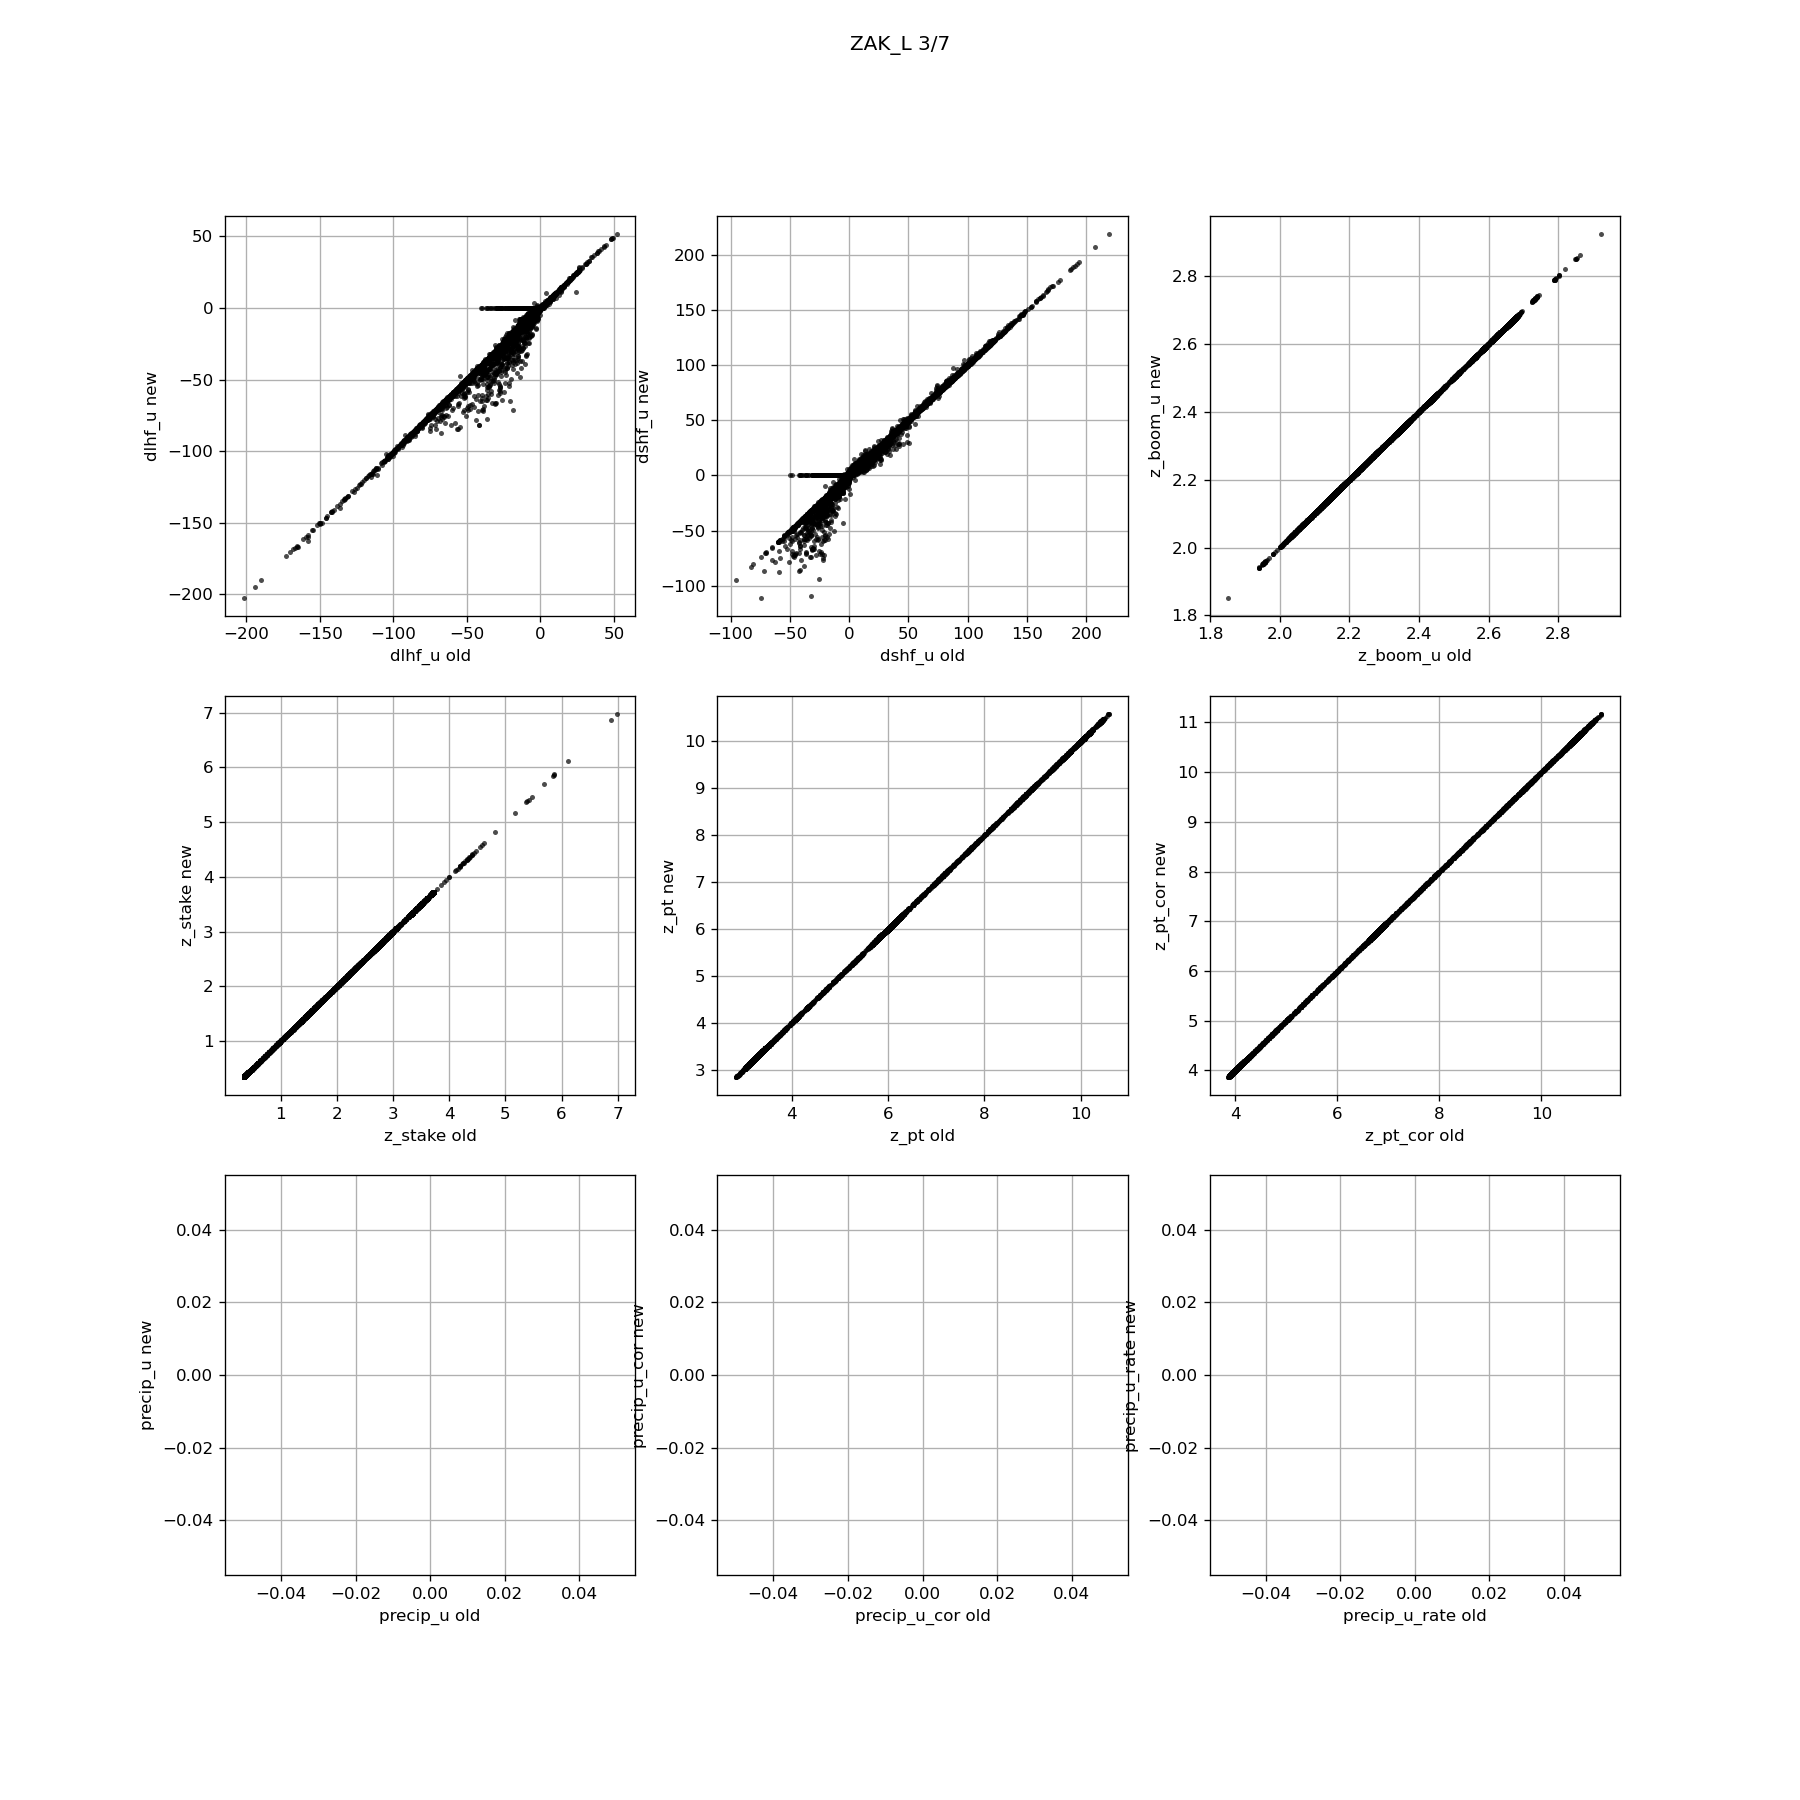 ZAK_L 3/7
50
0
−50
−100
−150
−200
dlhf_u new
−200 −150 −100 −50 0 50
dlhf_u old
200
150
100
50
0
−50
−100
dshf_u new
−100 −50 0 50 100 150 200
dshf_u old
2.8
2.6
2.4
2.2
2.0
1.8
z_boom_u new
1.8 2.0 2.2 2.4 2.6 2.8
z_boom_u old
7
6
5
4
3
2
1
z_stake new
1 2 3 4 5 6 7
z_stake old
10
9
8
7
6
5
4
3
z_pt new
4 6 8 10
z_pt old
11
10
9
8
7
6
5
4
z_pt_cor new
4 6 8 10
z_pt_cor old
0.04
0.02
0.00
−0.02
−0.04
precip_u new
−0.04 −0.02 0.00 0.02 0.04
precip_u old
0.04
0.02
0.00
−0.02
−0.04
precip_u_cor new
−0.04 −0.02 0.00 0.02 0.04
precip_u_cor old
0.04
0.02
0.00
−0.02
−0.04
precip_u_rate new
−0.04 −0.02 0.00 0.02 0.04
precip_u_rate old